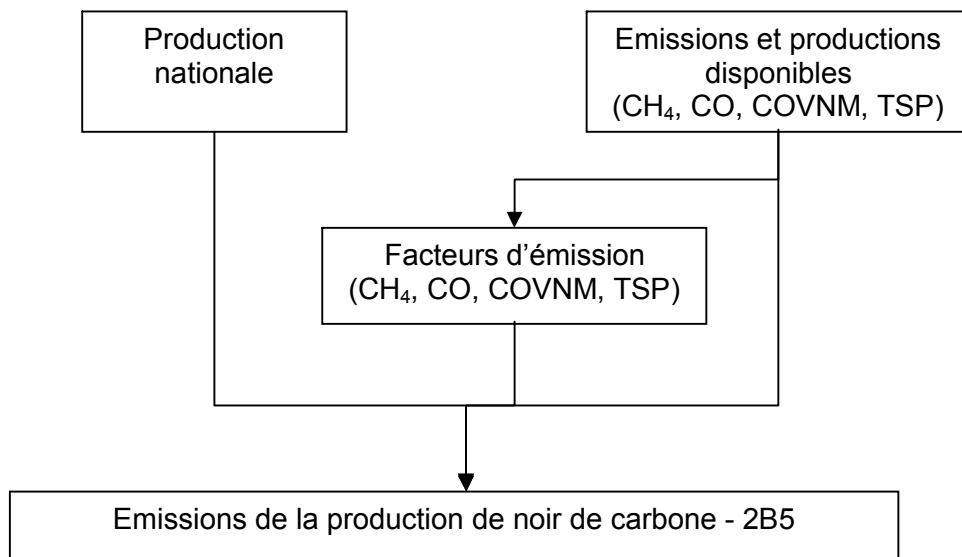 Production
nationale
Emissions et productions
disponibles
(CH₄, CO, COVNM, TSP)
Facteurs d’émission
(CH₄, CO, COVNM, TSP)
Emissions de la production de noir de carbone - 2B5